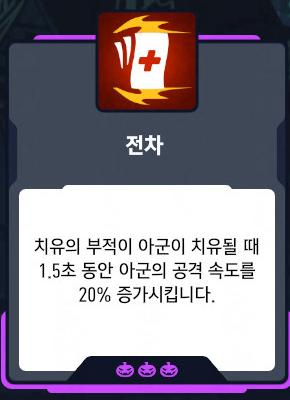 전차
치유의 부적이 아군이 치유될 때
1.5초 동안 아군의 공격 속도를
20% 증가시킵니다.